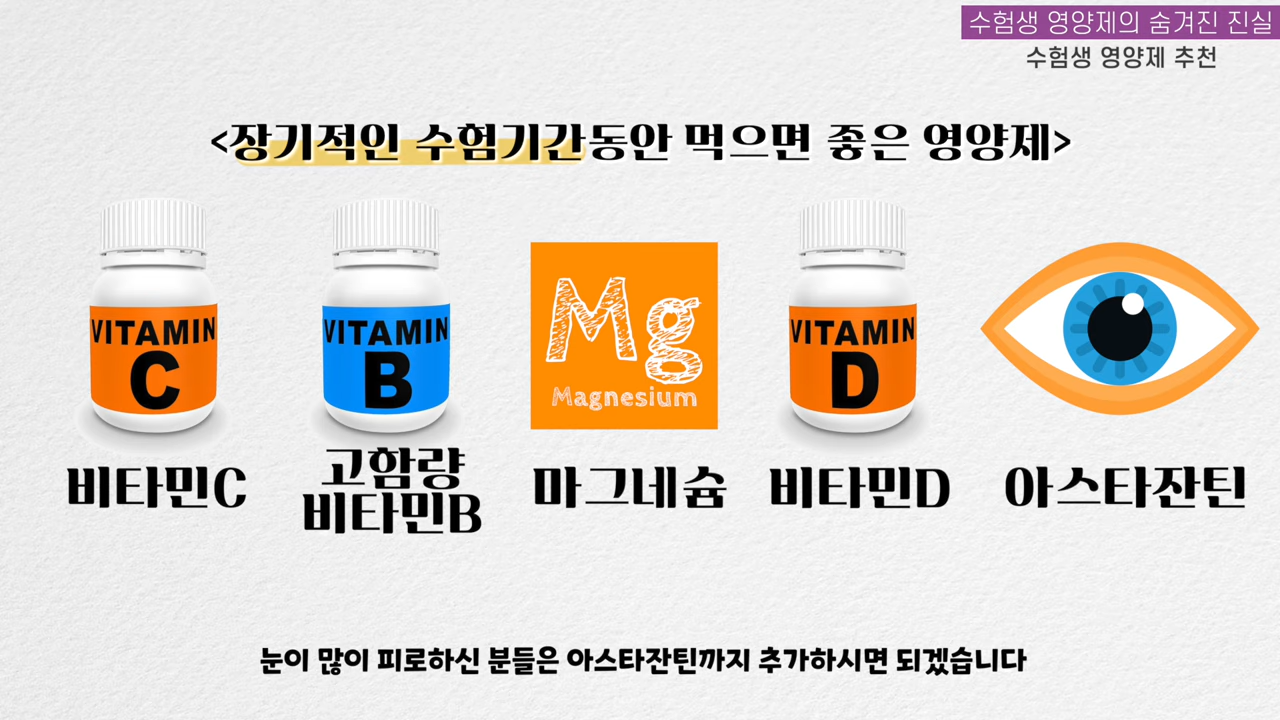 수험생 영양제의 숨겨진 진실
수험생 영양제 추천
<장기적인 수험기간동안 먹으면 좋은 영양제>
VITAMIN
C
VITAMIN
B
Mg
Magnesium
VITAMIN
D
비타민C
고함량
비타민B
마그네슘
비타민D
아스타잔틴
눈이 많이 피로하신 분들은 아스타잔틴까지 추가하시면 되겠습니다